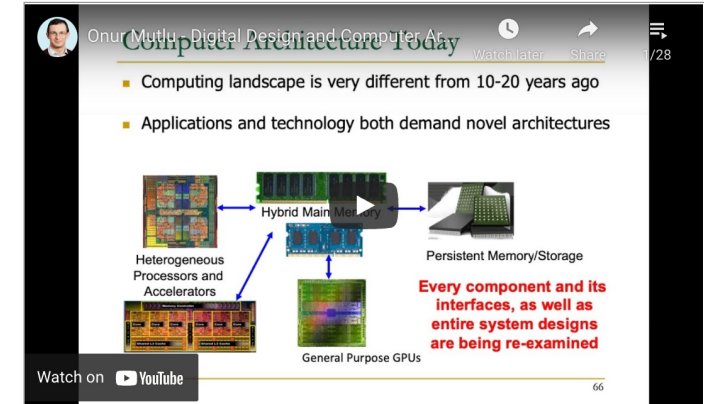 Onur Mutlu - Digital Design and Computer Ar...
Computer Architecture Today
Watch later
Share
1/28
Computing landscape is very different from 10-20 years ago
Applications and technology both demand novel architectures
Hybrid Main Memory
Heterogeneous
Processors and
Accelerators
Persistent Memory/Storage
Every component and its
interfaces, as well as
entire system designs
are being re-examined
General Purpose GPUs
Watch on YouTube
66